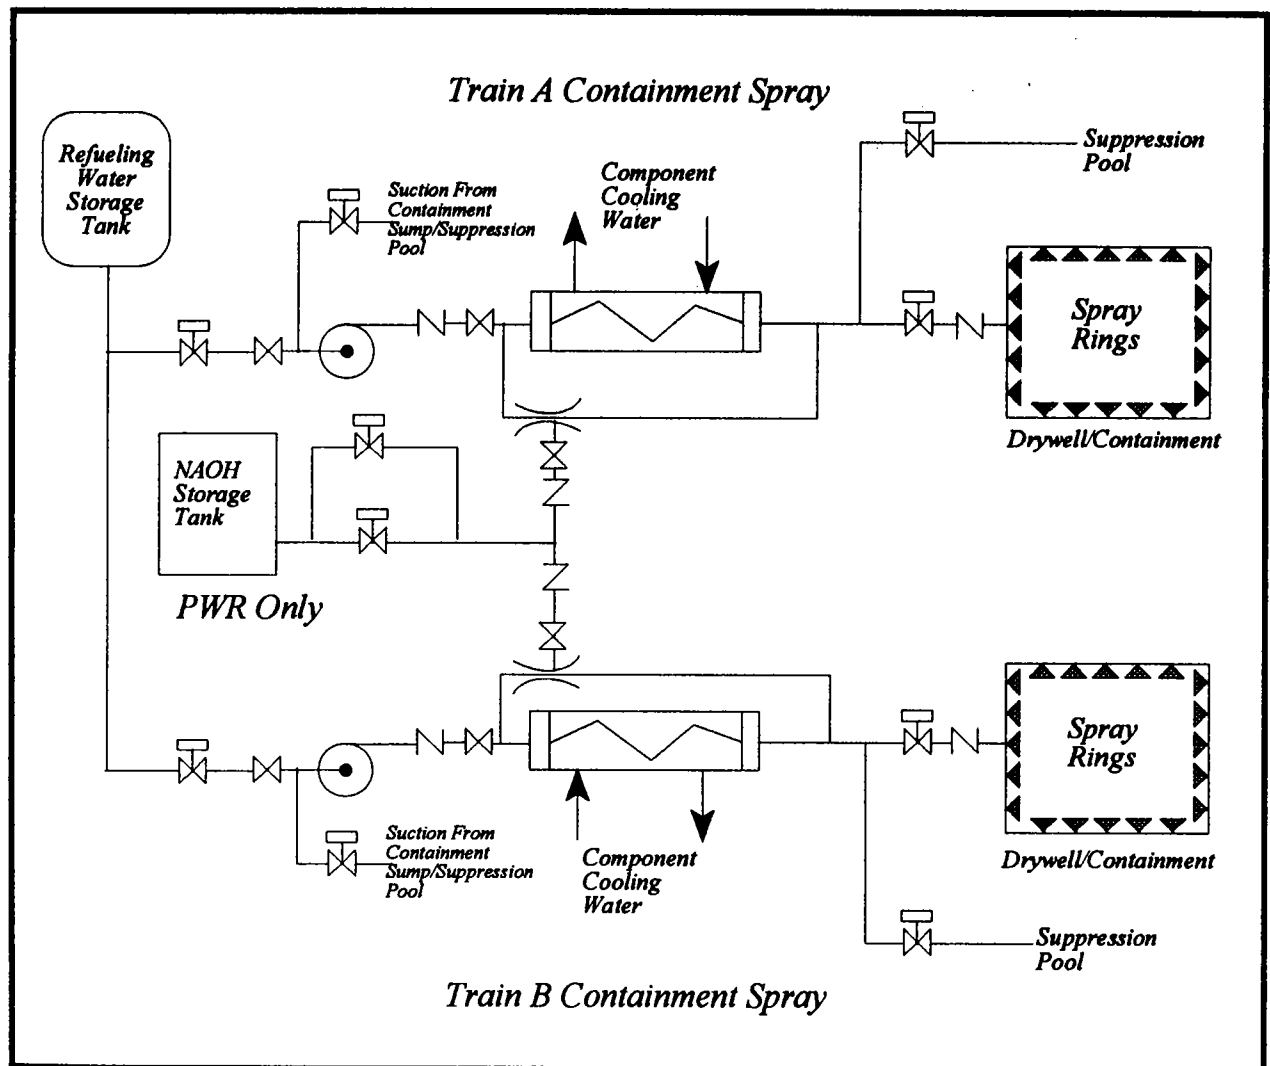 Train A Containment Spray
Refueling
Water
Storage
Tank
Suction From
Containment
Sump/Suppression
Pool
Component
Cooling
Water
Suppression
Pool
Spray
Rings
Drywell/Containment
NAOH
Storage
Tank
PWR Only
Suction From
Containment
Sump/Suppression
Pool
Component
Cooling
Water
Spray
Rings
Drywell/Containment
Suppression
Pool
Train B Containment Spray